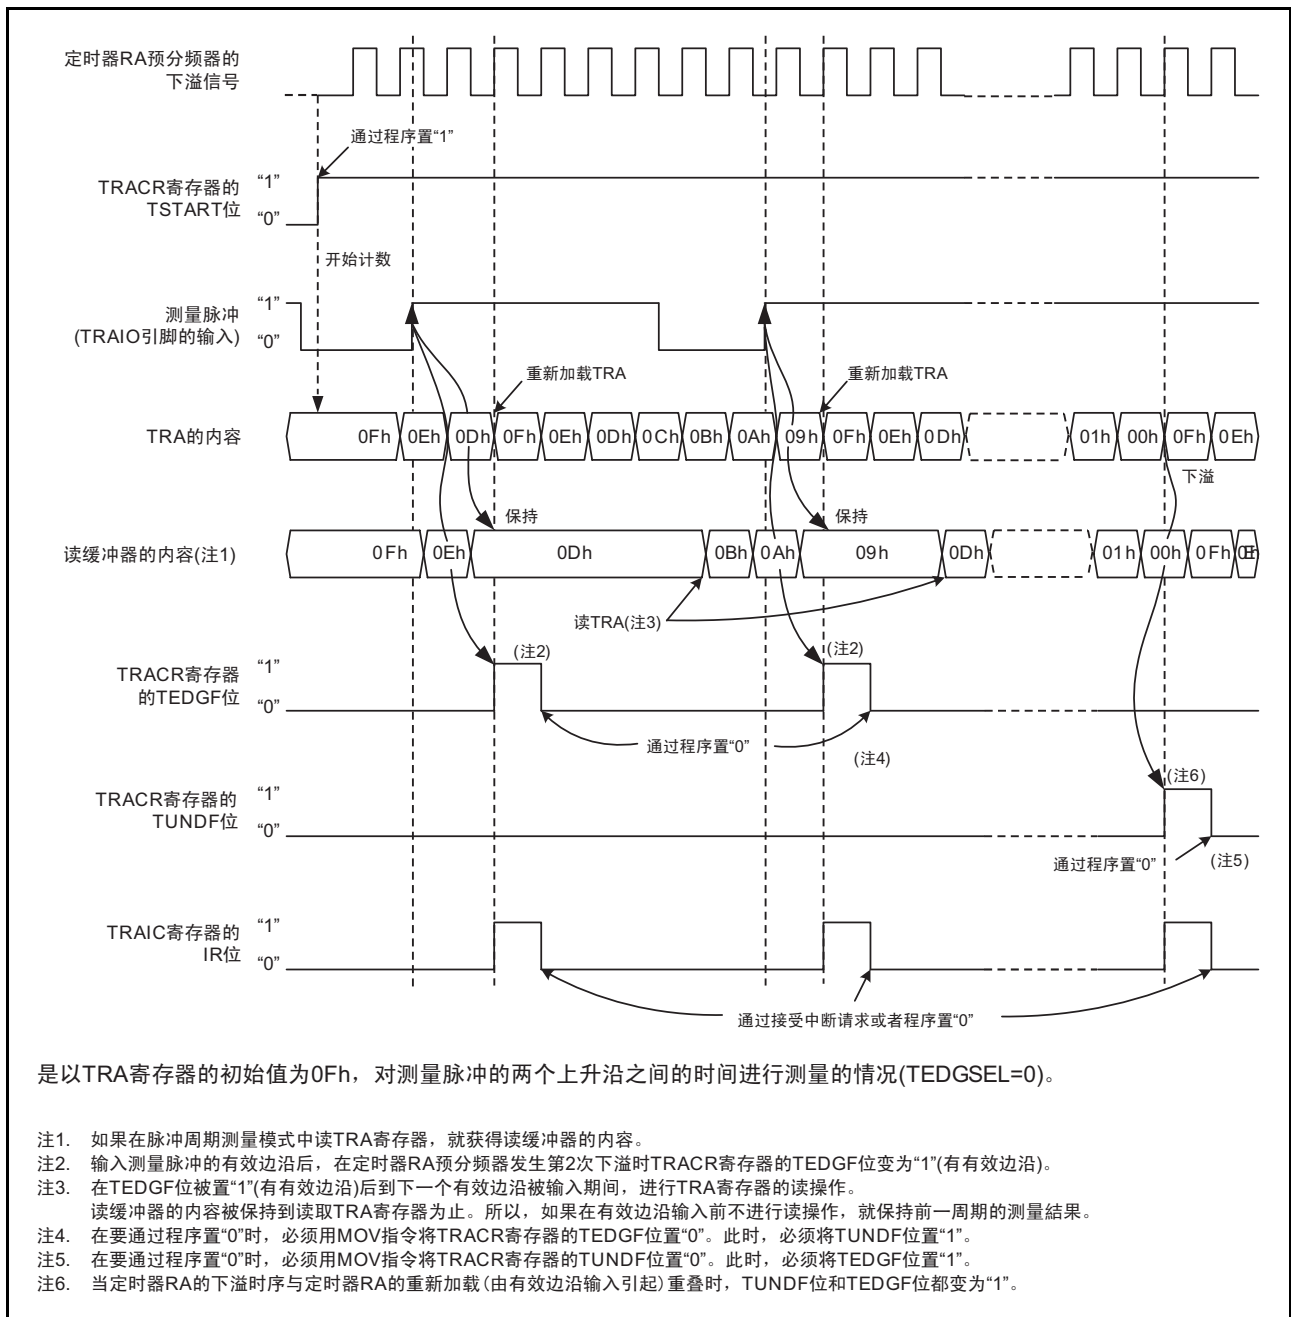 定时器RA预分频器的
下溢信号
通过程序置“1”
TRACR寄存器的
TSTART位
“1”
“0”
开始计数
测量脉冲
(TRAIO引脚的输入)
“1”
“0”
重新加载TRA
重新加载TRA
TRA的内容
0Fh 0Eh 0Dh 0Fh 0Eh 0Dh 0Ch 0Bh 0Ah 09h 0Fh 0Eh 0Dh 01h 00h 0Fh 0Eh
下溢
保持
保持
读缓冲器的内容(注1)
0Fh 0Eh 0Dh 0Bh 0Ah 09h 0Dh 01h 00h 0Fh 0Eh
读TRA(注3)
TRACR寄存器
的TEDGF位
“1”
“0”
(注2)
(注2)
通过程序置“0”
(注4)
TRACR寄存器的
TUNDF位
“1”
“0”
(注6)
通过程序置“0”
(注5)
TRAIC寄存器的
IR位
“1”
“0”
通过接受中断请求或者程序置“0”
是以TRA寄存器的初始值为0Fh，对测量脉冲的两个上升沿之间的时间进行测量的情况(TEDGSEL=0)。
注1. 如果在脉冲周期测量模式中读TRA寄存器，就获得读缓冲器的内容。
注2. 输入测量脉冲的有效边沿后，在定时器RA预分频器发生第2次下溢时TRACR寄存器的TEDGF位变为“1”(有有效边沿)。
注3. 在TEDGF位被置“1”(有有效边沿)后到下一个有效边沿被输入期间，进行TRA寄存器的读操作。
读缓冲器的内容被保持到读取TRA寄存器为止。所以，如果在有效边沿输入前不进行读操作，就保持前一周期的测量结果。
注4. 在要通过程序置“0”时，必须用MOV指令将TRACR寄存器的TEDGF位置“0”。此时，必须将TUNDF位置“1”。
注5. 在要通过程序置“0”时，必须用MOV指令将TRACR寄存器的TUNDF位置“0”。此时，必须将TEDGF位置“1”。
注6. 当定时器RA的下溢时序与定时器RA的重新加载(由有效边沿输入引起)重叠时，TUNDF位和TEDGF位都变为“1”。